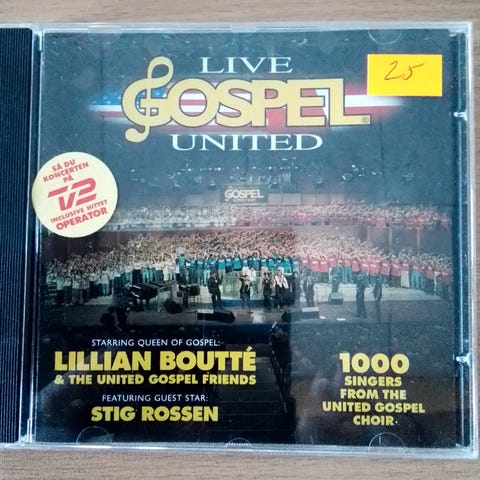 LIVE
GOSPEL®
UNITED
25
SÅ DU
KONCERTEN
PÅ
TV2
INCLUSIVE HITTET
OPERATOR
GOSPEL
STARRING QUEEN OF GOSPEL:
LILLIAN BOUTTÉ
& THE UNITED GOSPEL FRIENDS
FEATURING GUEST STAR:
STIG ROSSEN
1000
SINGERS
FROM THE
UNITED GOSPEL
CHOIR